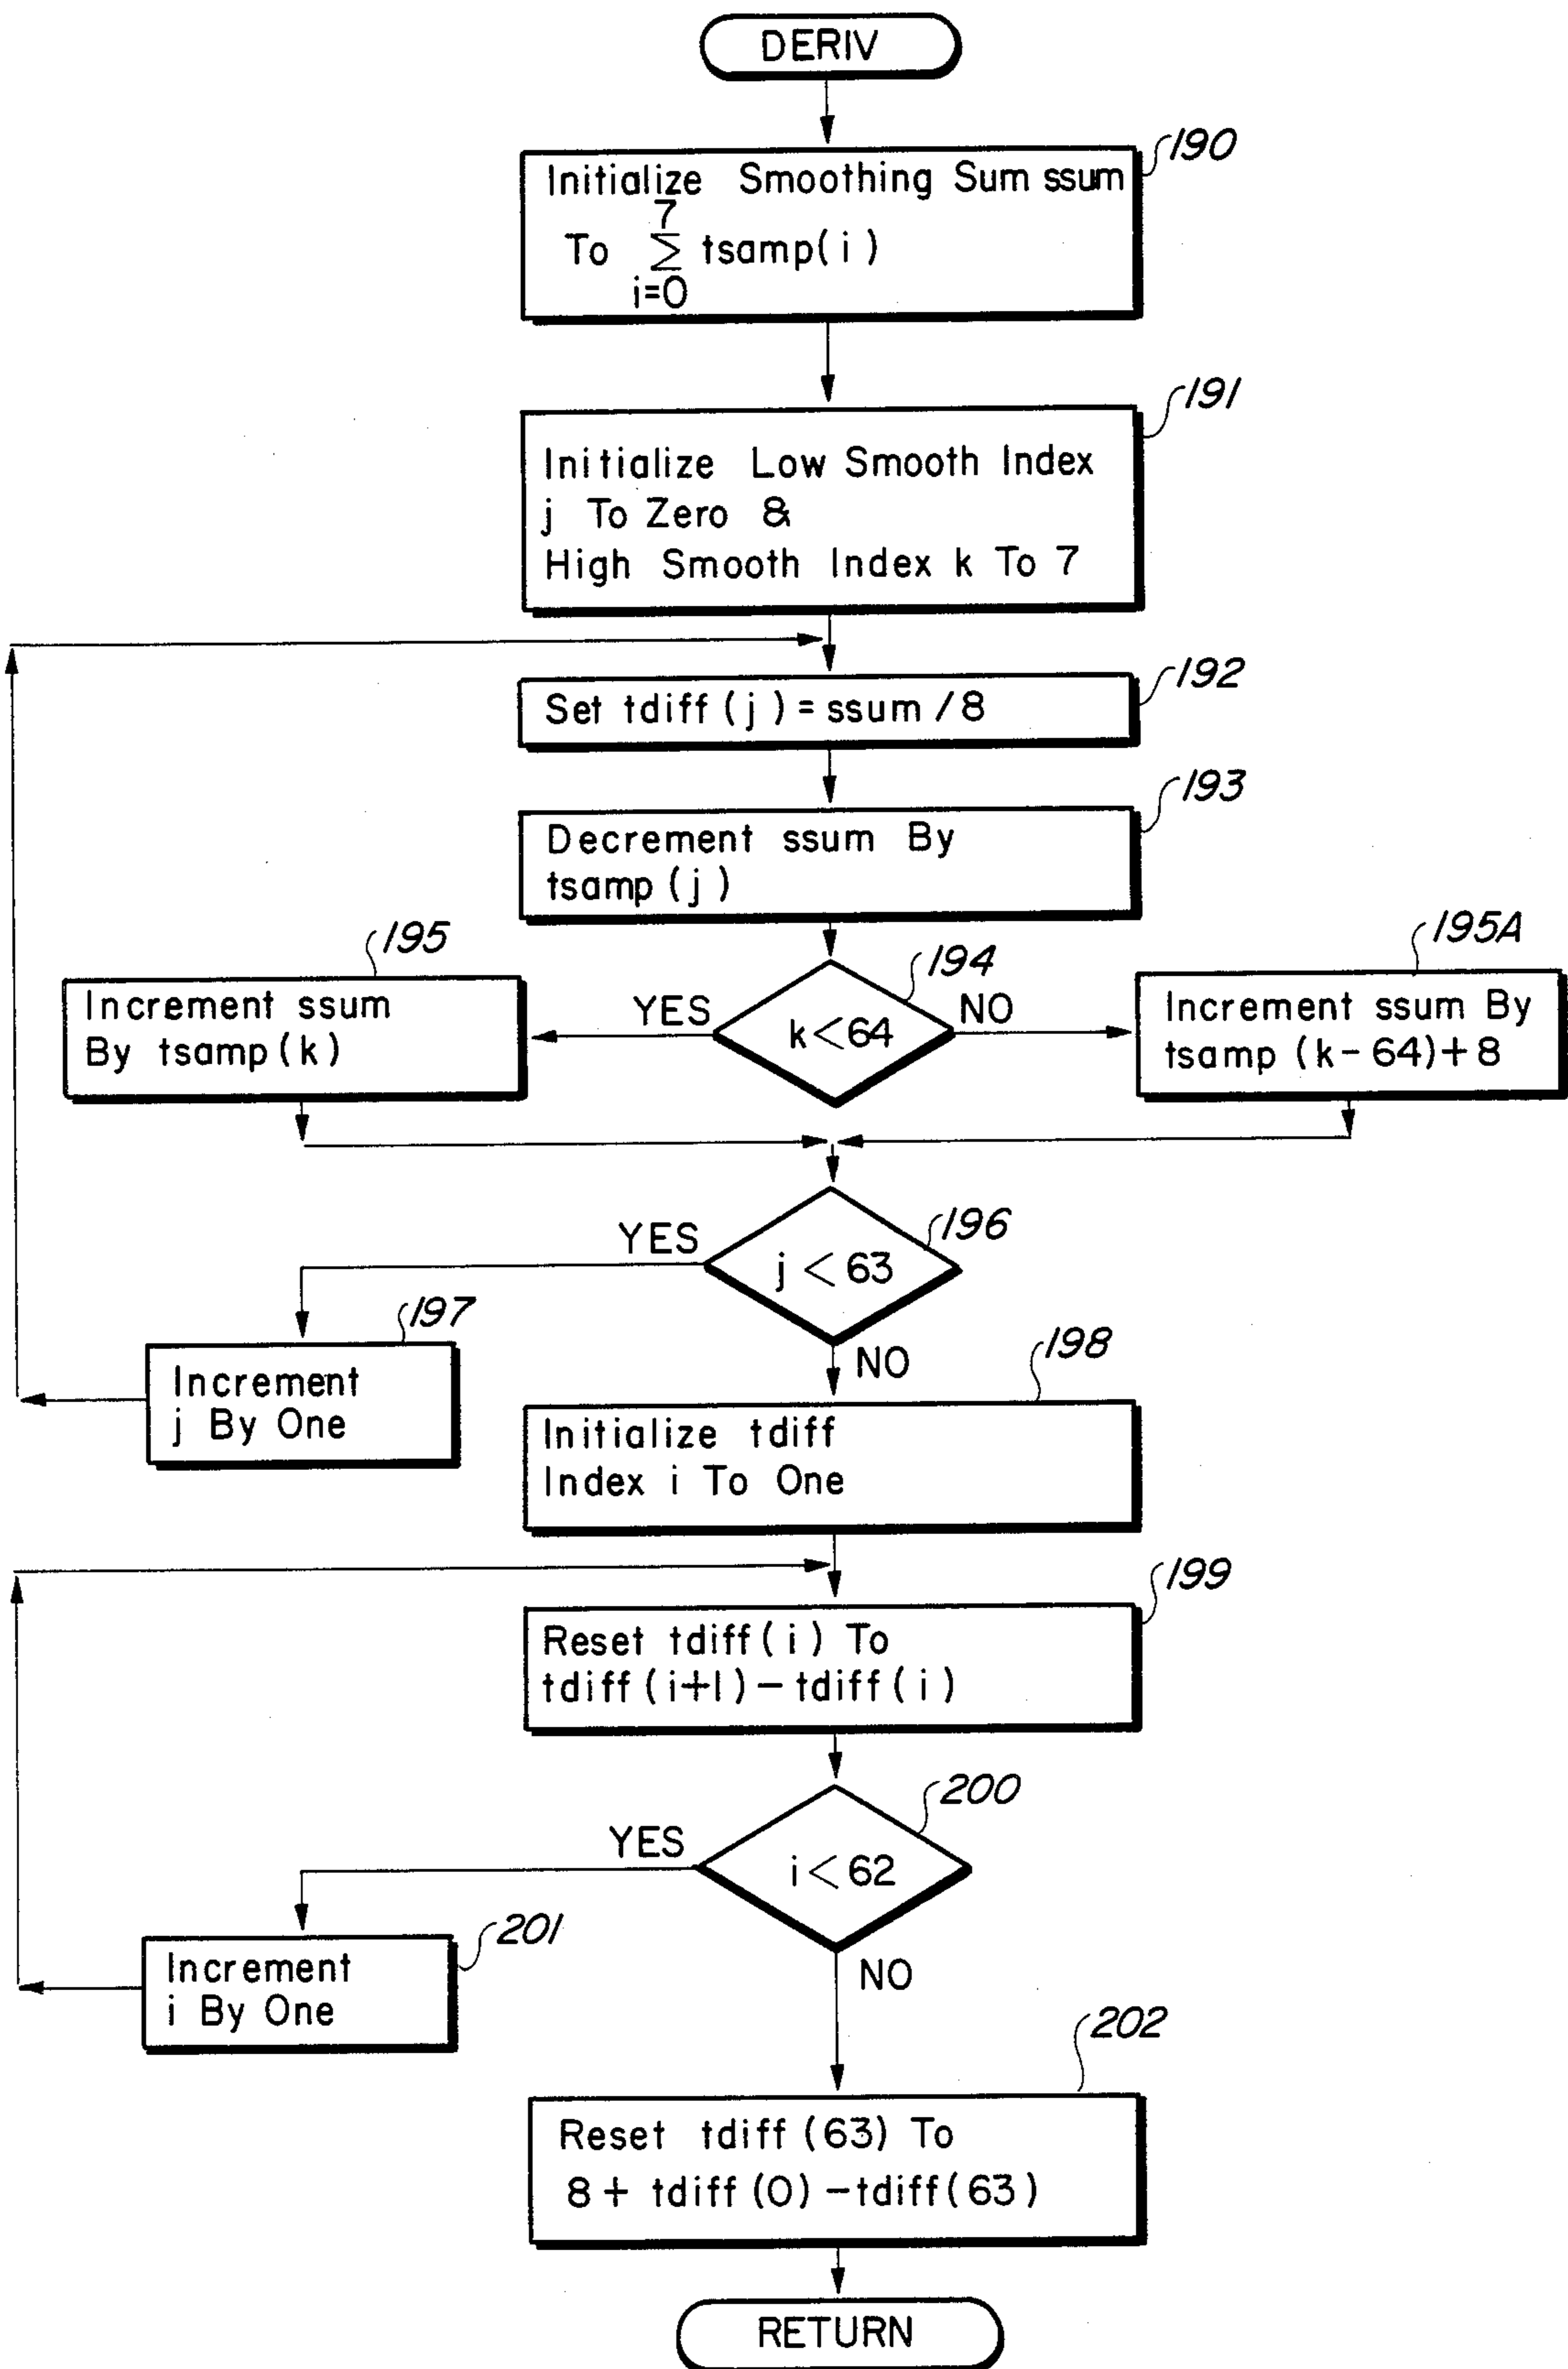 DERIV
190
Initialize Smoothing Sum ssum
7
To Σ tsamp(i)
i=0
191
Initialize Low Smooth Index
j To Zero &
High Smooth Index k To 7
192
Set tdiff(j)=ssum/8
193
Decrement ssum By
tsamp(j)
195
Increment ssum
By tsamp(k)
194
YES
k<64
NO
195A
Increment ssum By
tsamp (k-64)+8
196
YES
j<63
NO
197
Increment
j By One
198
Initialize tdiff
Index i To One
199
Reset tdiff(i) To
tdiff(i+1)-tdiff(i)
200
YES
i<62
NO
201
Increment
i By One
202
Reset tdiff(63) To
8+ tdiff(0)-tdiff(63)
RETURN